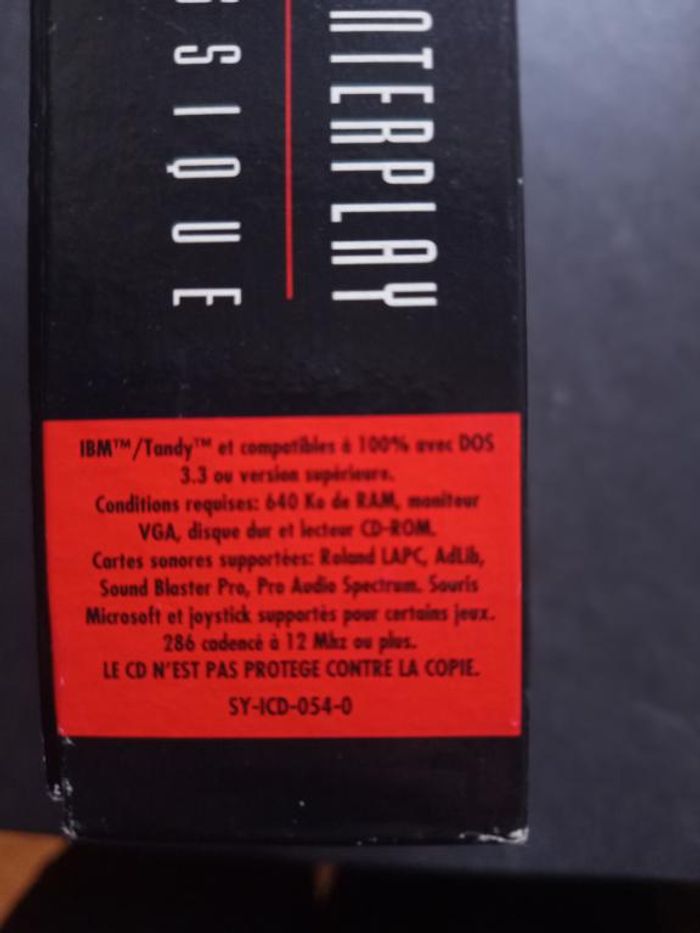 NTERPLAY
SSIQUE
IBM™/Tandy™ et compatibles à 100% avec DOS
3.3 ou version supérieure.
Conditions requises: 640 Ko de RAM, moniteur
VGA, disque dur et lecteur CD-ROM.
Cartes sonores supportées: Roland LAPC, AdLib,
Sound Blaster Pro, Pro Audio Spectrum. Souris
Microsoft et joystick supportés pour certains jeux.
286 cadencé à 12 Mhz ou plus.
LE CD N'EST PAS PROTEGE CONTRE LA COPIE.
SY-ICD-054-0